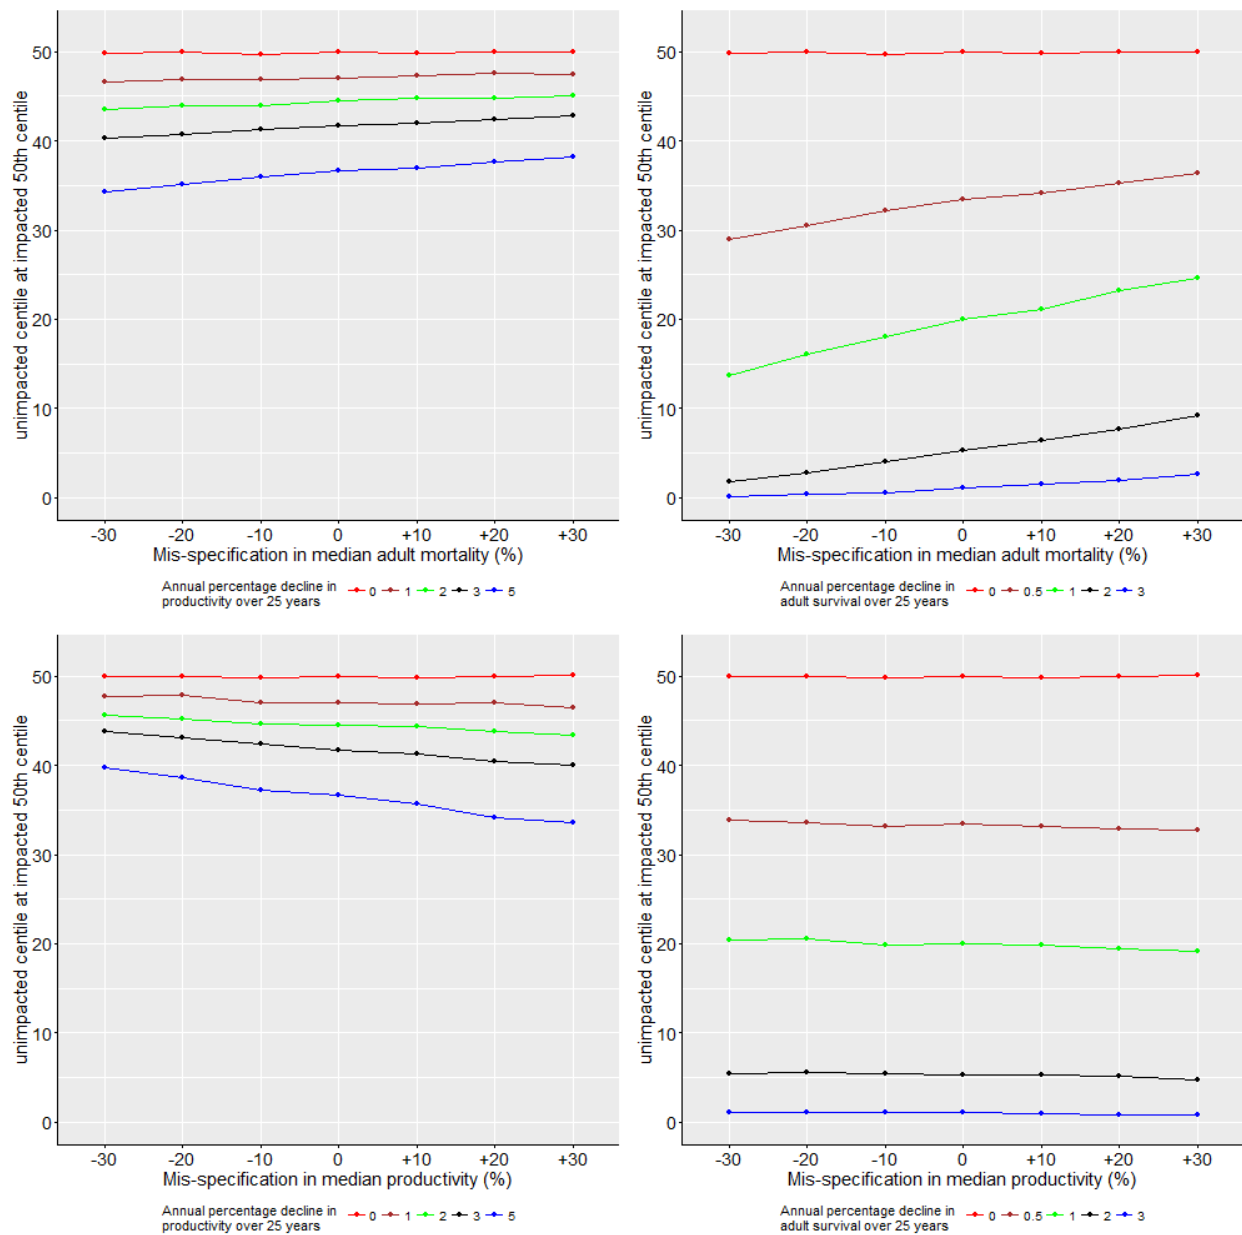 unimpacted centile at impacted 50th centile
50
40
30
20
10
0
-30 -20 -10 0 +10 +20 +30
Mis-specification in median adult mortality (%)
Annual percentage decline in
productivity over 25 years
0 1 2 3 5
unimpacted centile at impacted 50th centile
50
40
30
20
10
0
-30 -20 -10 0 +10 +20 +30
Mis-specification in median adult mortality (%)
Annual percentage decline in
adult survival over 25 years
0 0.5 1 2 3
unimpacted centile at impacted 50th centile
50
40
30
20
10
0
-30 -20 -10 0 +10 +20 +30
Mis-specification in median productivity (%)
Annual percentage decline in
productivity over 25 years
0 1 2 3 5
unimpacted centile at impacted 50th centile
50
40
30
20
10
0
-30 -20 -10 0 +10 +20 +30
Mis-specification in median productivity (%)
Annual percentage decline in
adult survival over 25 years
0 0.5 1 2 3